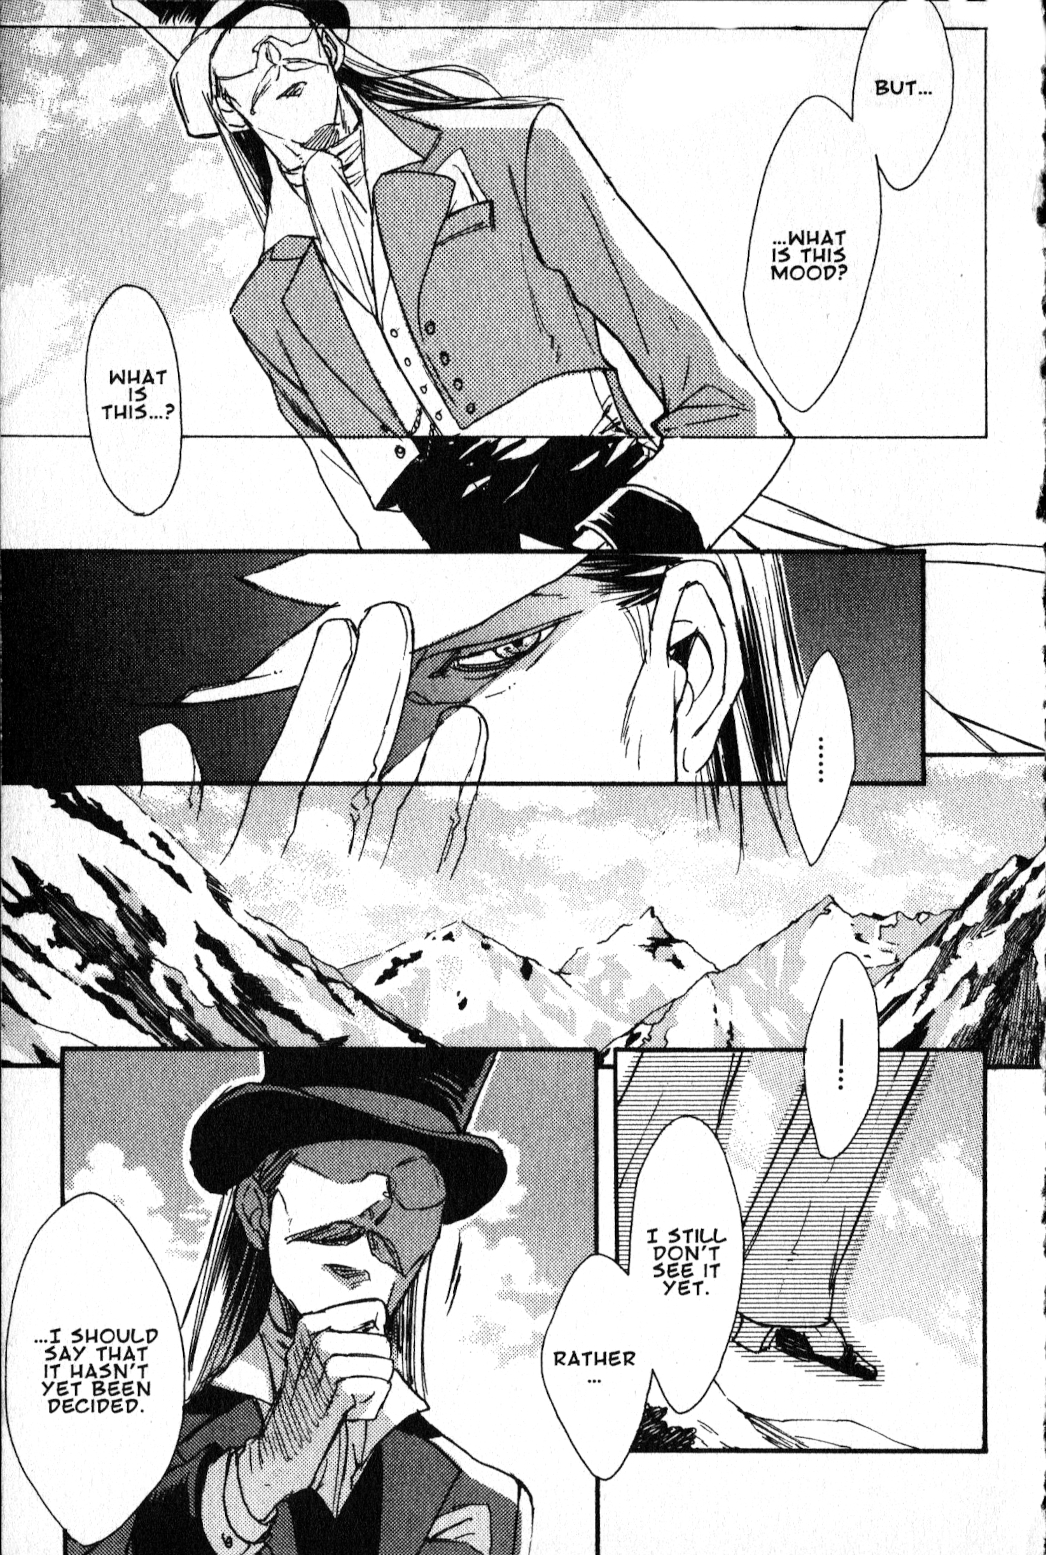 BUT...
...WHAT
IS THIS
MOOD?
WHAT
IS
THIS...?
......
—...
I STILL
DON'T
SEE IT
YET.
RATHER
...
...I SHOULD
SAY THAT
IT HASN'T
YET BEEN
DECIDED.